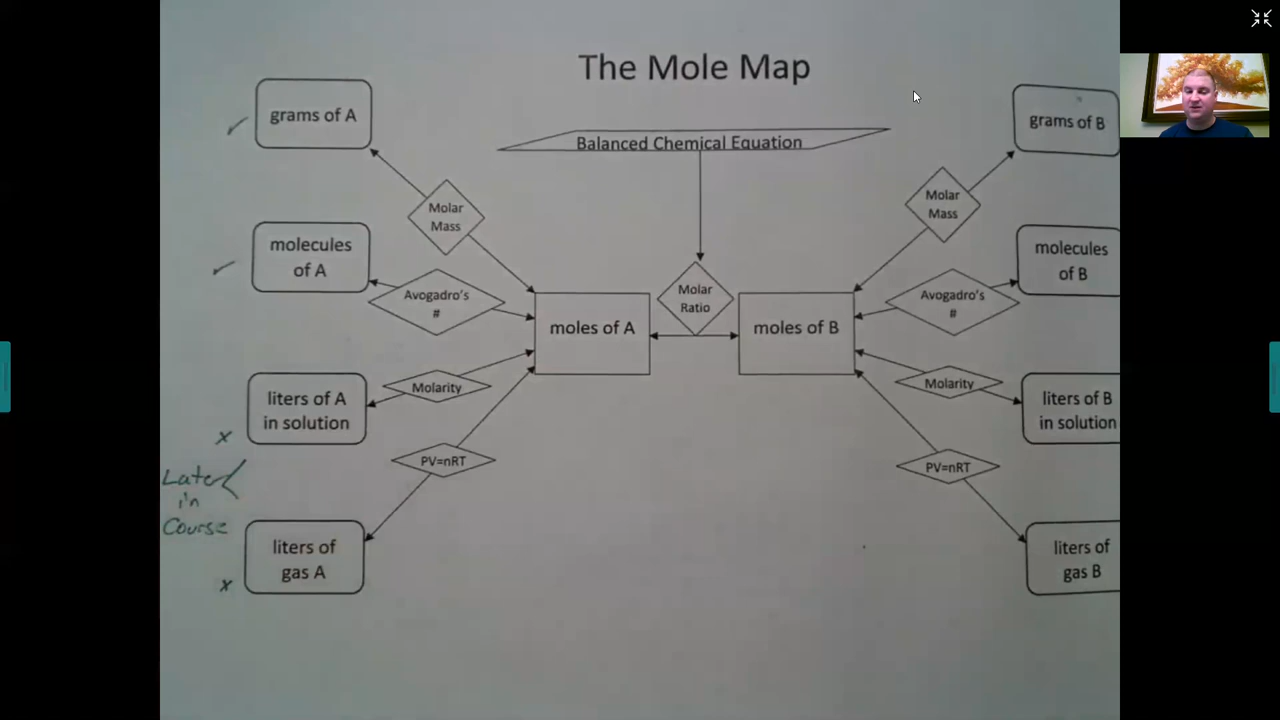 The Mole Map
grams of A
Balanced Chemical Equation
grams of B
Molar
Mass
Molar
Mass
molecules
of A
molecules
of B
Avogadro's
#
Molar
Ratio
Avogadro's
#
moles of A
moles of B
Molarity
Molarity
liters of A
in solution
liters of B
in solution
x
PV=nRT
PV=nRT
Later
in
Course
liters of
gas A
liters of
gas B
x